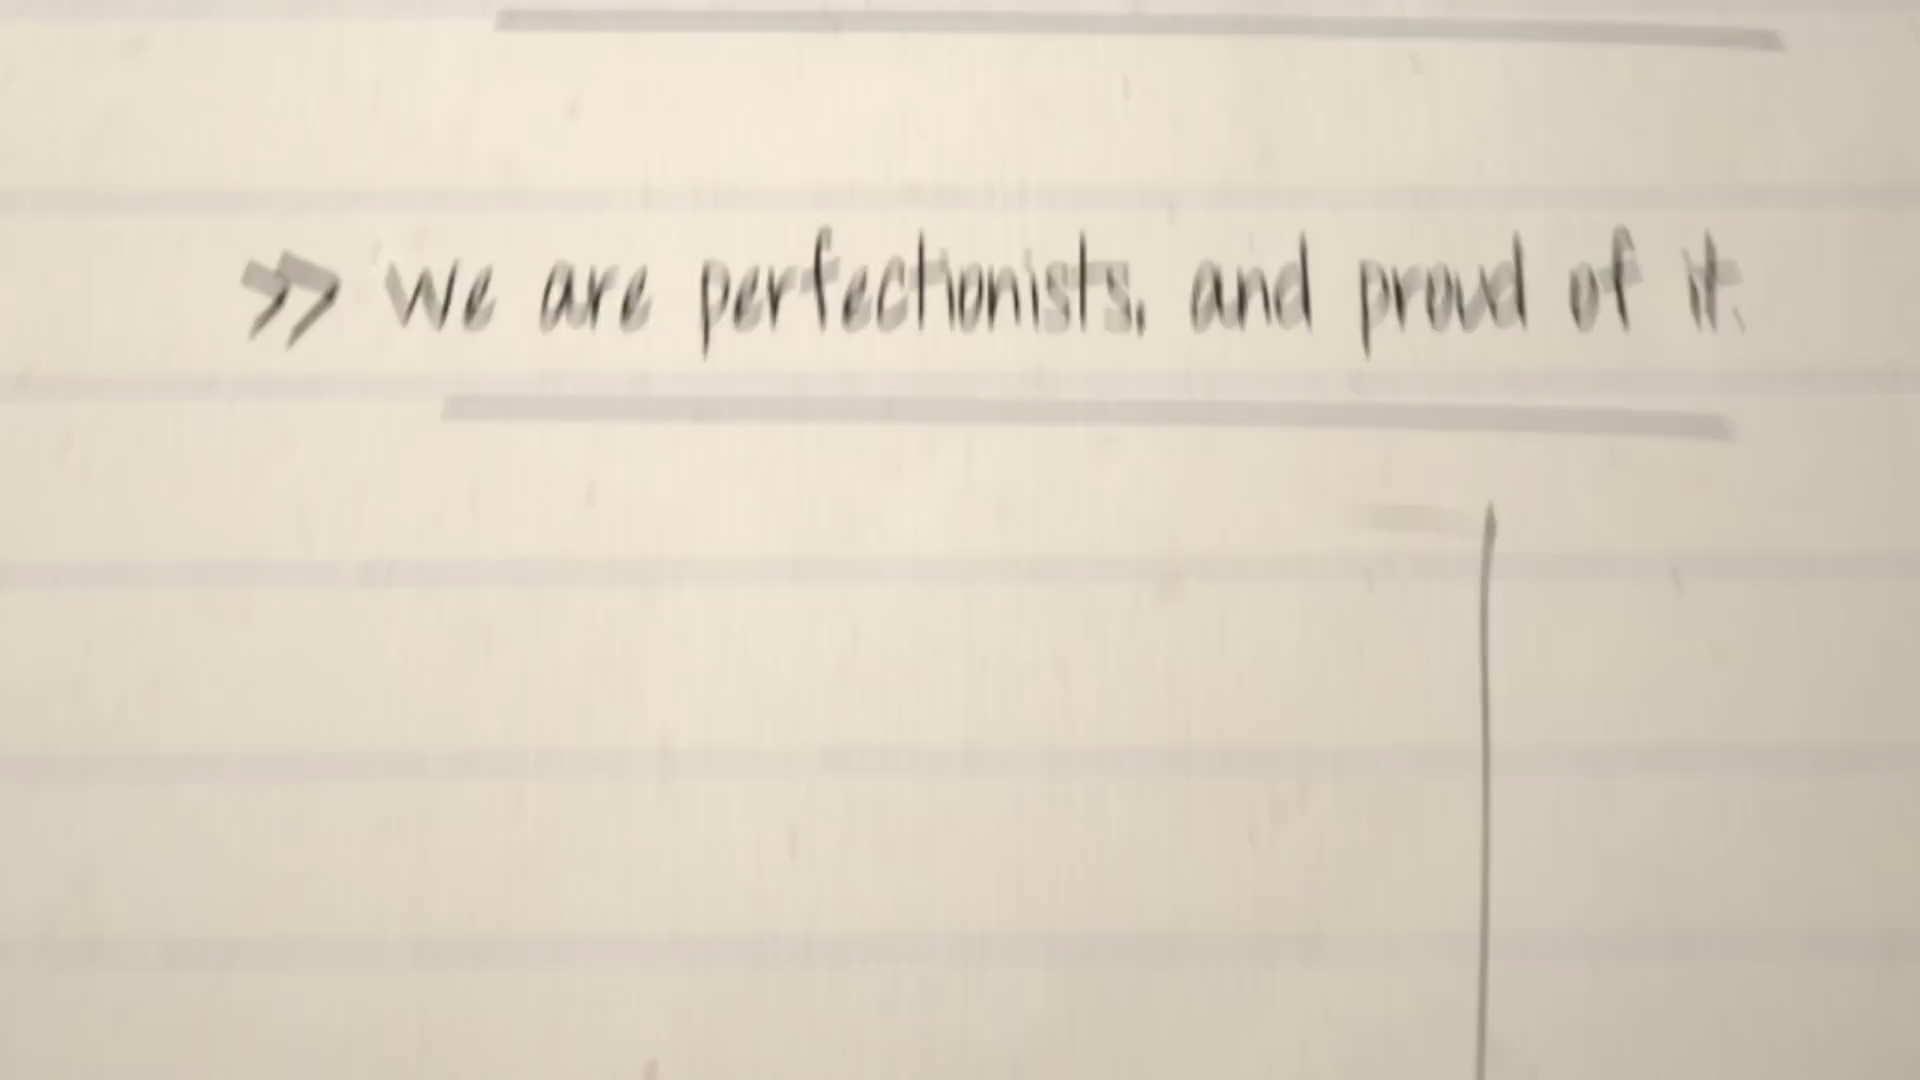 >> we are perfectionists, and proud of it.